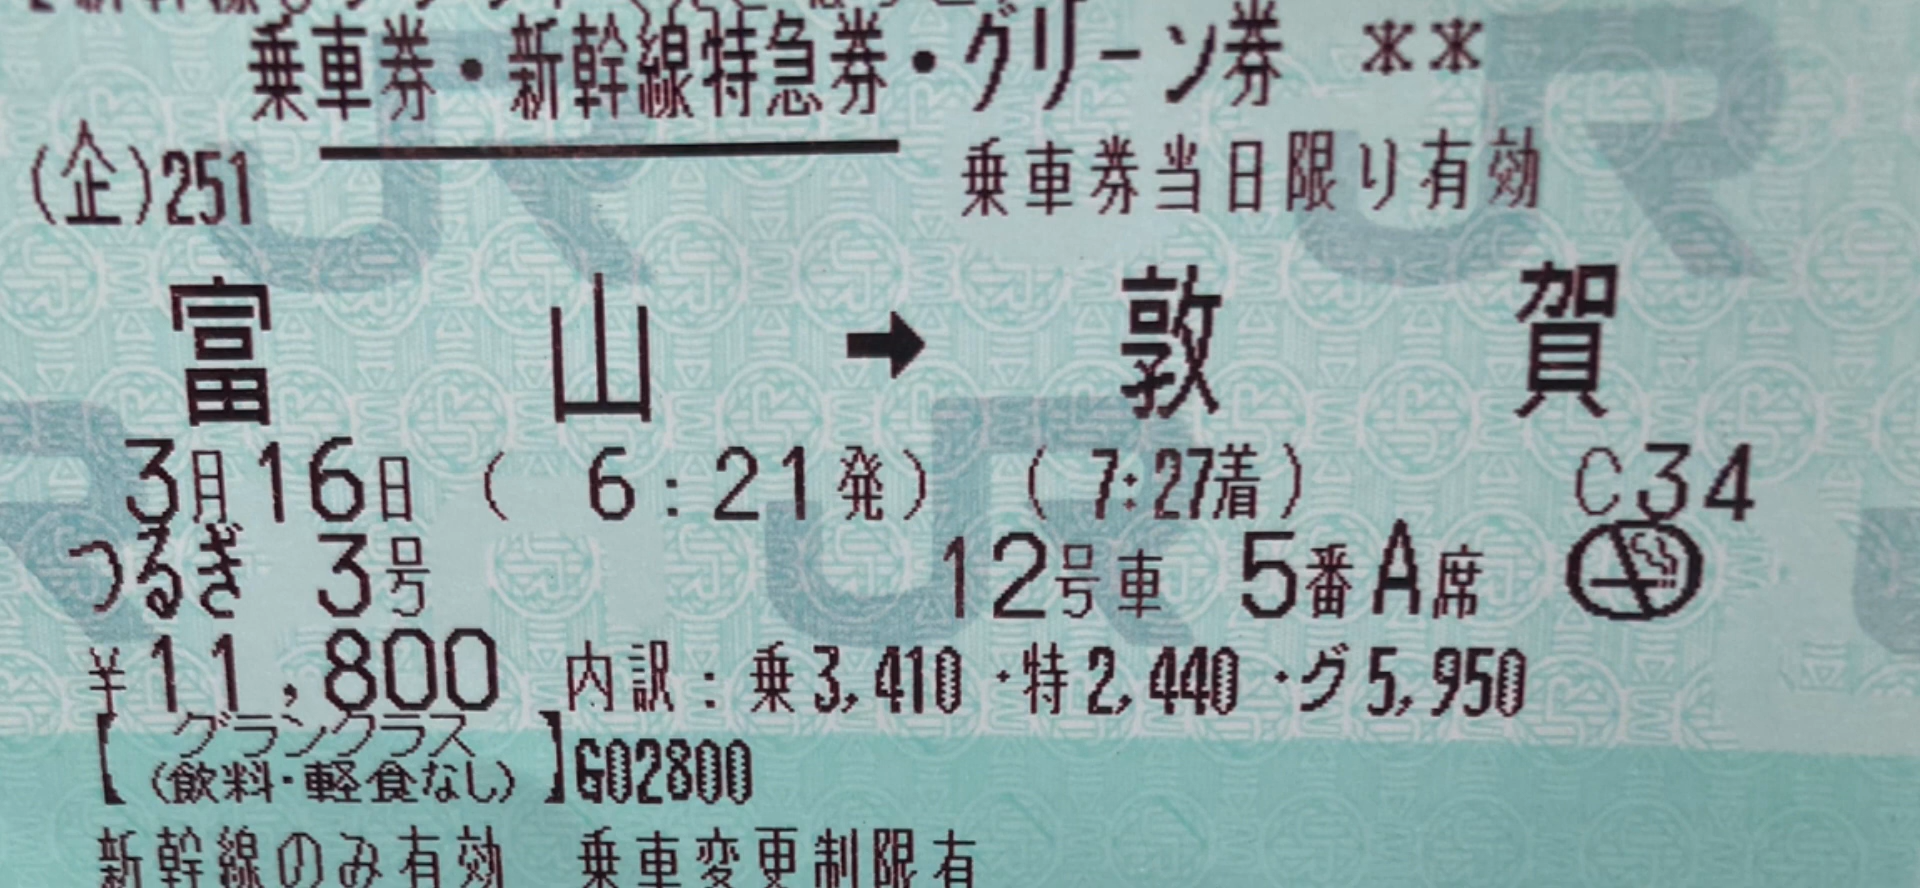 乗車券・新幹線特急券・グリーン券 **
(企)251
乗車券当日限り有効
富山 → 敦賀
3月16日 ( 6:21発) ( 7:27着) C34
つるぎ 3号 12号車 5番A席
¥11,800 内訳:乗3,410・特2,440・グ5,950
【グランクラス(飲料・軽食なし)】G02800
新幹線のみ有効 乗車変更制限有